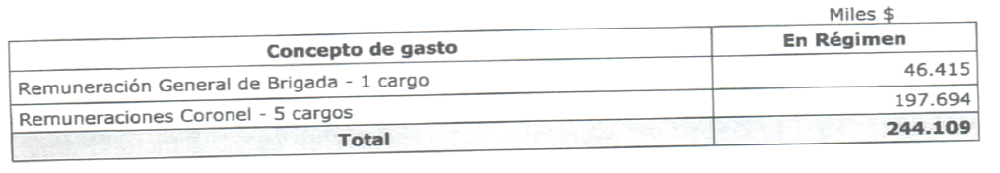 Miles $
Concepto de gasto En Régimen
Remuneración General de Brigada - 1 cargo 46.415
Remuneraciones Coronel - 5 cargos 197.694
Total 244.109